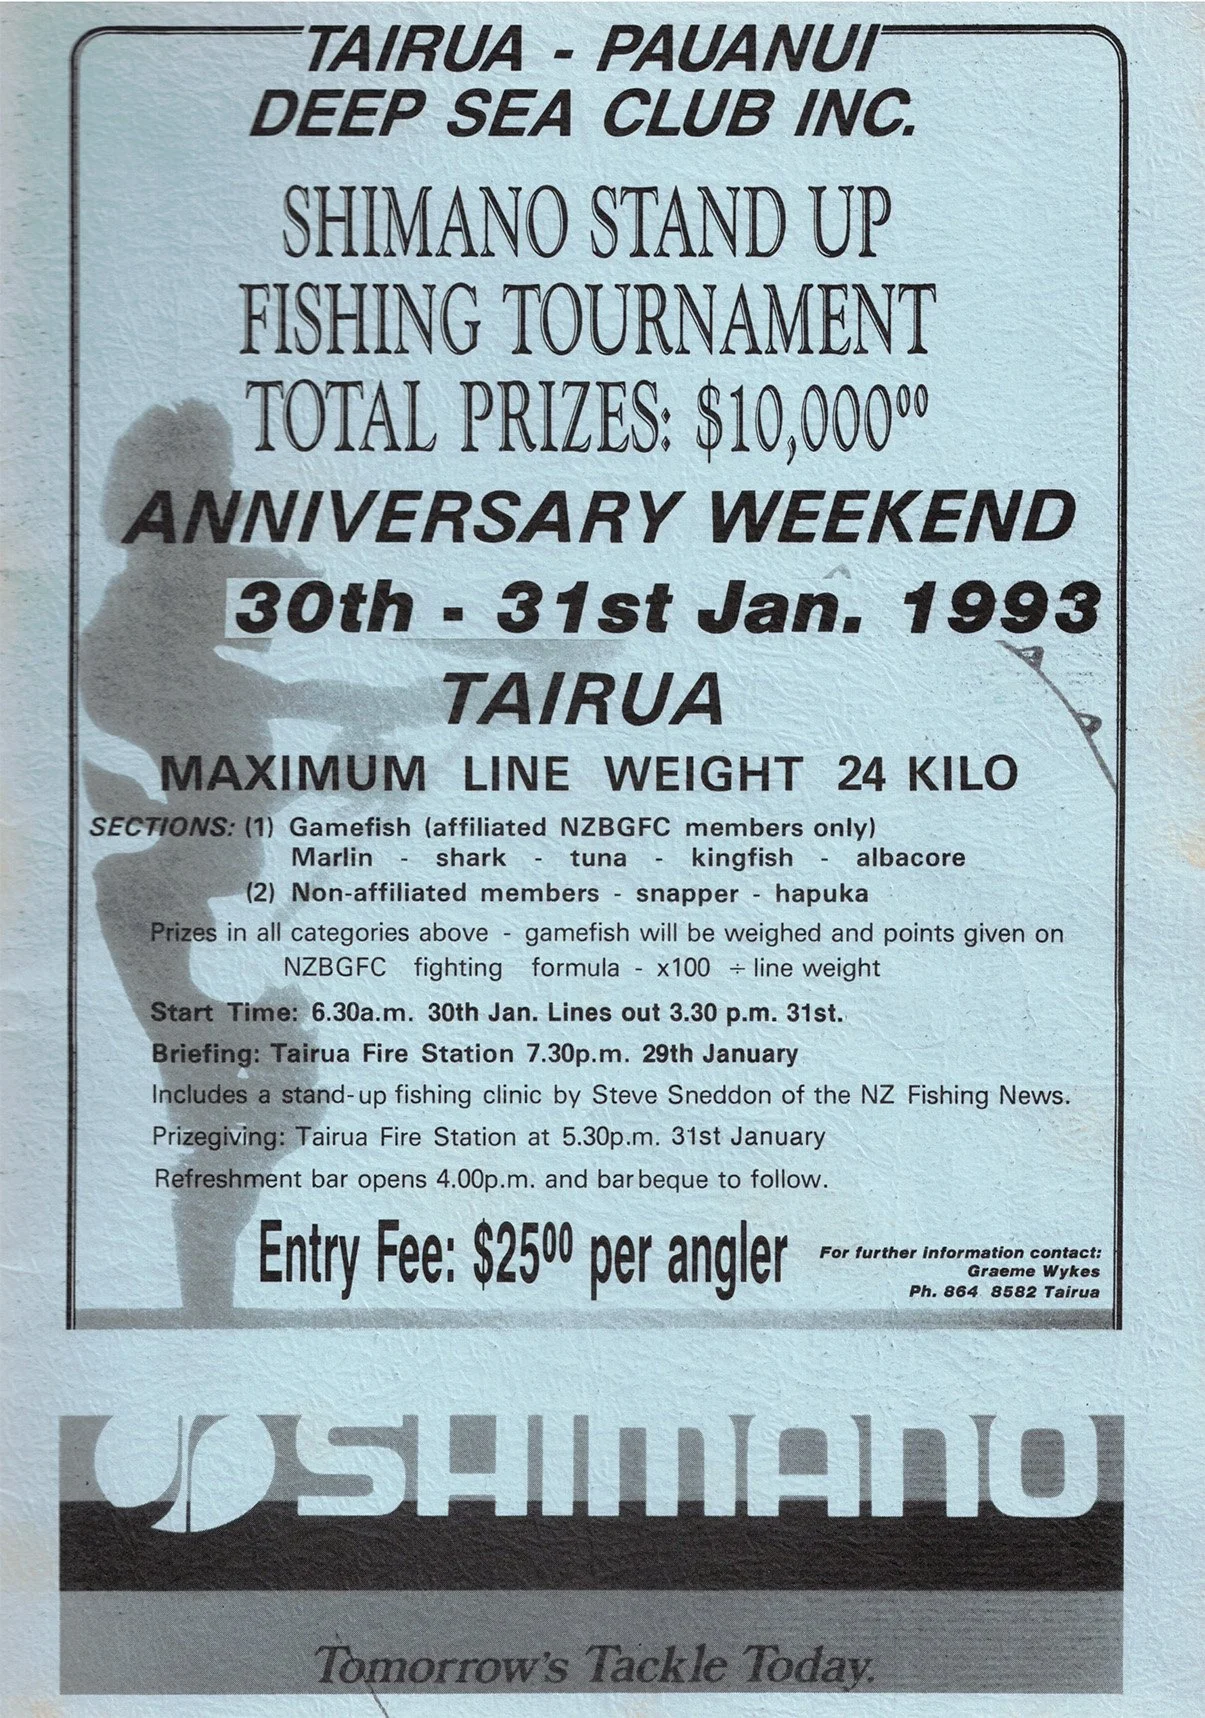 TAIRUA - PAUANUI
DEEP SEA CLUB INC.
SHIMANO STAND UP
FISHING TOURNAMENT
TOTAL PRIZES: $10,000⁰⁰
ANNIVERSARY WEEKEND
30th - 31st Jan. 1993
TAIRUA
MAXIMUM LINE WEIGHT 24 KILO
SECTIONS: (1) Gamefish (affiliated NZBGFC members only)
Marlin - shark - tuna - kingfish - albacore
(2) Non-affiliated members - snapper - hapuka
Prizes in all categories above - gamefish will be weighed and points given on
NZBGFC fighting formula - x100 ÷ line weight
Start Time: 6.30a.m. 30th Jan. Lines out 3.30 p.m. 31st.
Briefing: Tairua Fire Station 7.30p.m. 29th January
Includes a stand-up fishing clinic by Steve Sneddon of the NZ Fishing News.
Prizegiving: Tairua Fire Station at 5.30p.m. 31st January
Refreshment bar opens 4.00p.m. and barbeque to follow.
Entry Fee: $25⁰⁰ per angler
For further information contact:
Graeme Wykes
Ph. 864 8582 Tairua
SHIMANO
Tomorrow's Tackle Today.